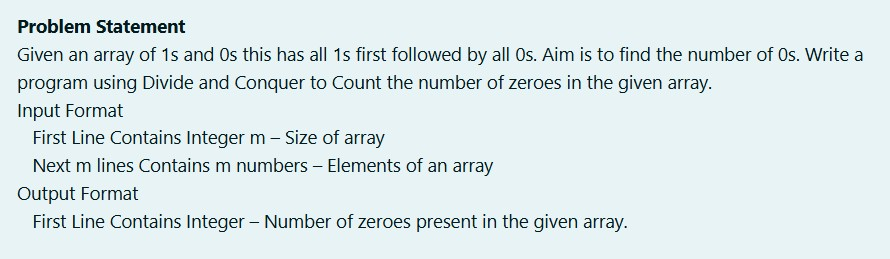 Problem Statement
Given an array of 1s and 0s this has all 1s first followed by all 0s. Aim is to find the number of 0s. Write a
program using Divide and Conquer to Count the number of zeroes in the given array.
Input Format
First Line Contains Integer m – Size of array
Next m lines Contains m numbers – Elements of an array
Output Format
First Line Contains Integer – Number of zeroes present in the given array.